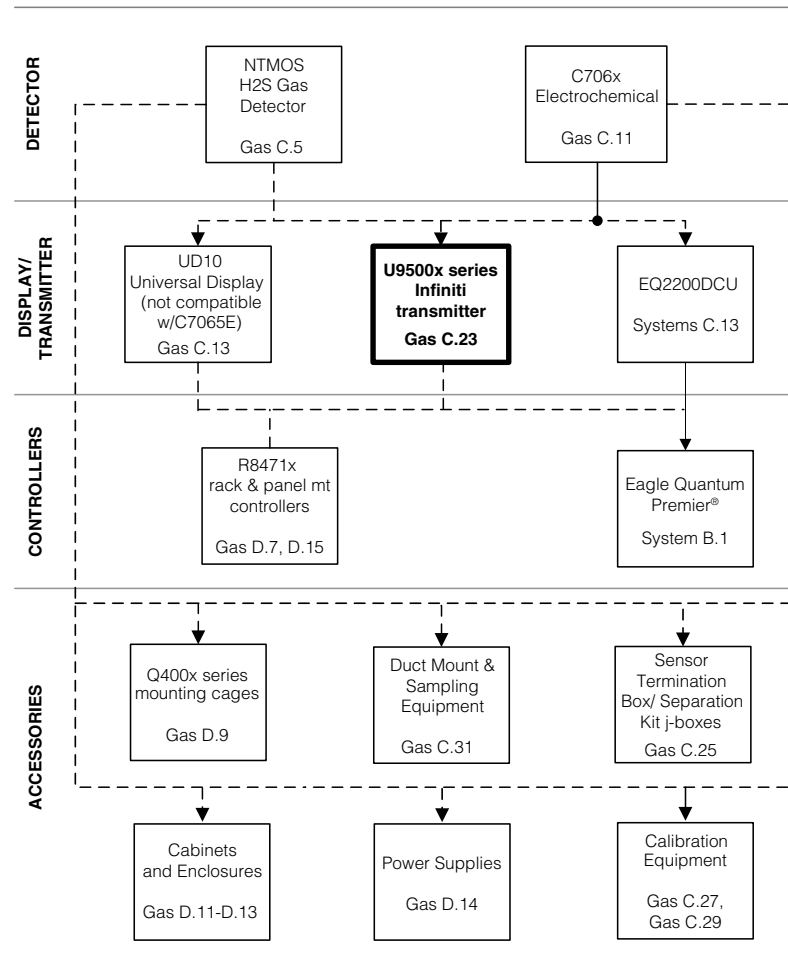 DETECTOR
NTMOS
H2S Gas
Detector
Gas C.5
C706x
Electrochemical
Gas C.11
DISPLAY/
TRANSMITTER
UD10
Universal Display
(not compatible
w/C7065E)
Gas C.13
U9500x series
Infiniti
transmitter
Gas C.23
EQ2200DCU
Systems C.13
CONTROLLERS
R8471x
rack & panel mt
controllers
Gas D.7, D.15
Eagle Quantum
Premier®
System B.1
ACCESSORIES
Q400x series
mounting cages
Gas D.9
Duct Mount &
Sampling
Equipment
Gas C.31
Sensor
Termination
Box/ Separation
Kit j-boxes
Gas C.25
Cabinets
and Enclosures
Gas D.11-D.13
Power Supplies
Gas D.14
Calibration
Equipment
Gas C.27,
Gas C.29